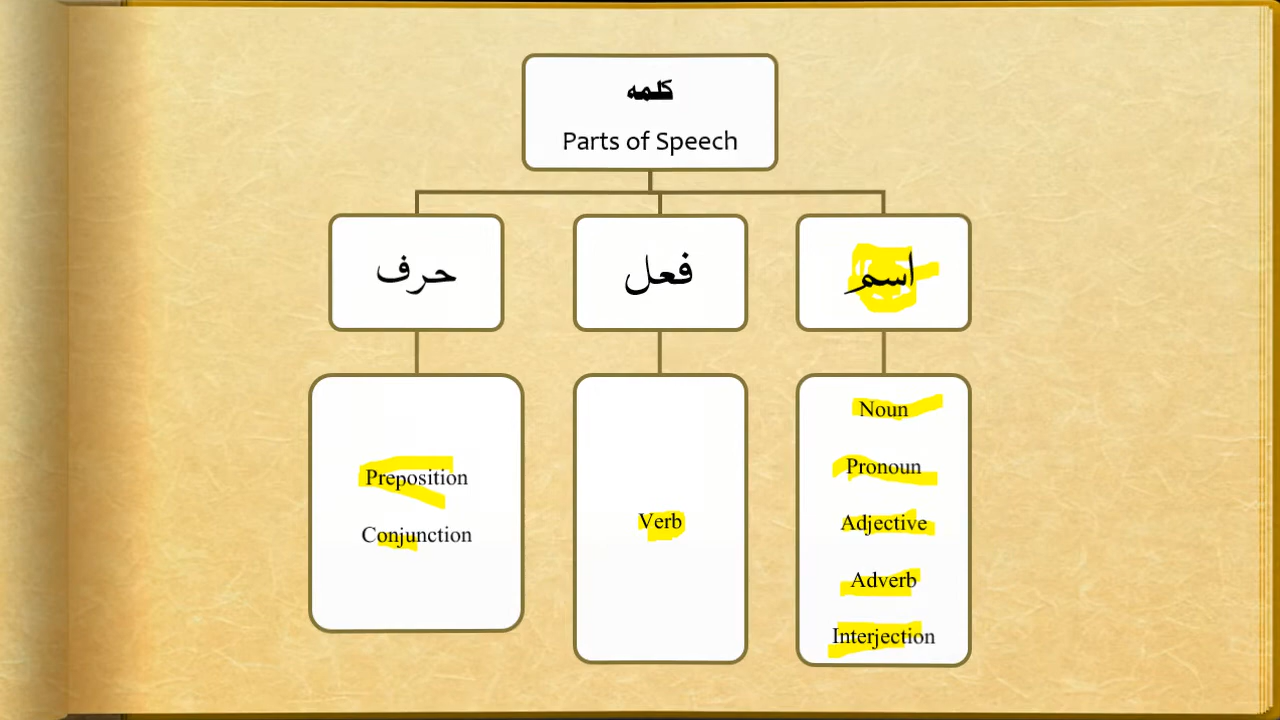 كلمه
Parts of Speech
اسم
فعل
حرف
Noun
Pronoun
Adjective
Adverb
Interjection
Verb
Preposition
Conjunction